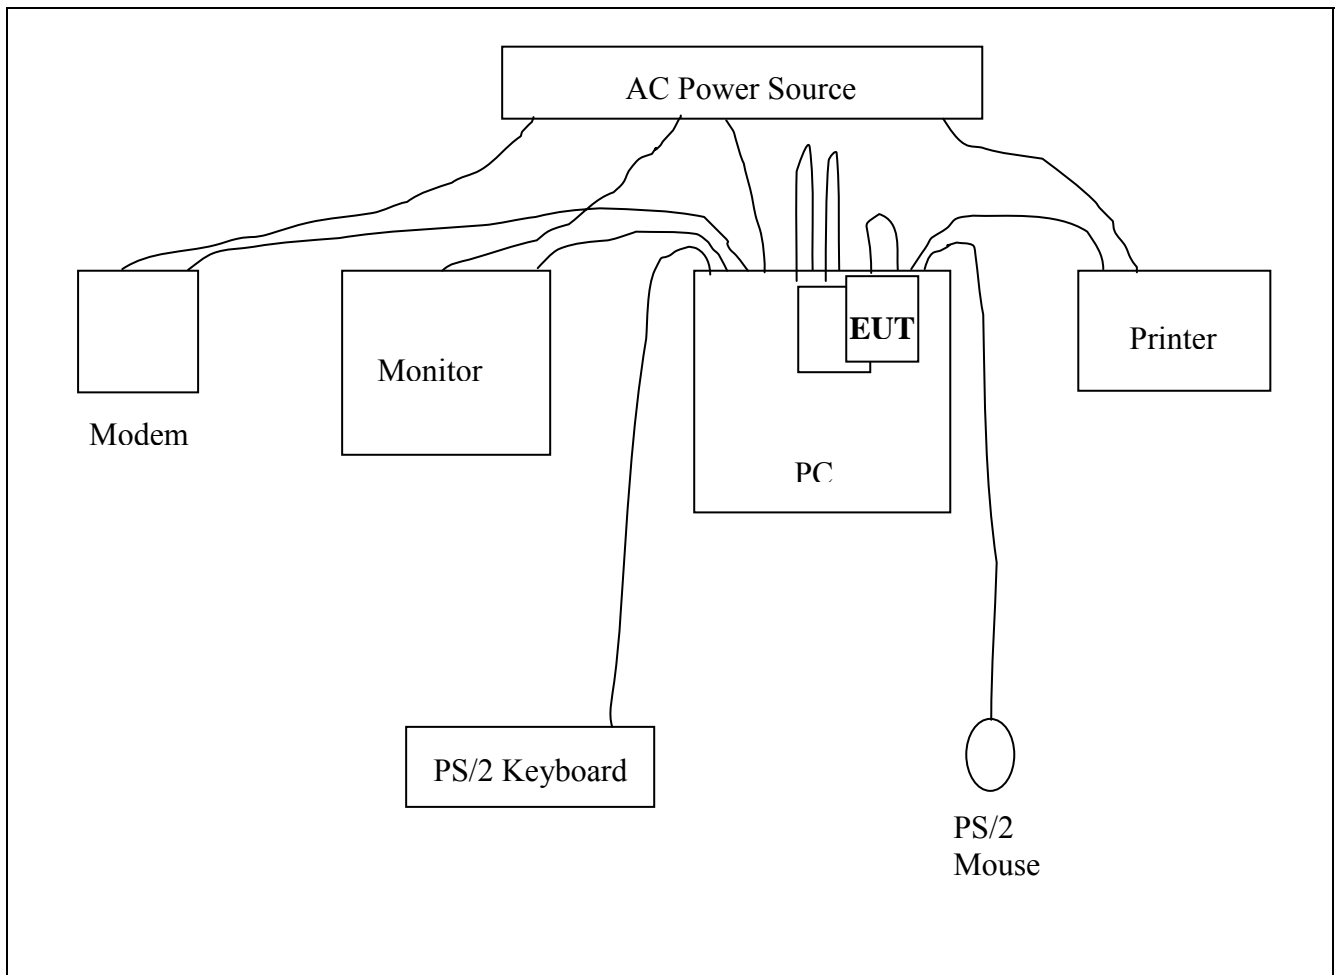 AC Power Source
EUT
Printer
Monitor
Modem
PC
PS/2 Keyboard
PS/2
Mouse